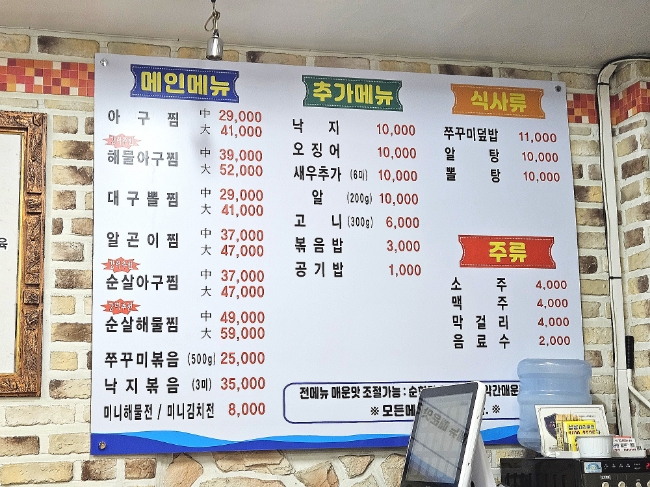 메인메뉴
아구찜 中 29,000
大 41,000
해물아구찜 中 39,000
大 52,000
대구뽈찜 中 29,000
大 41,000
알곤이찜 中 37,000
大 47,000
순살아구찜 中 37,000
大 47,000
순살해물찜 中 49,000
大 59,000
쭈꾸미볶음 (500g) 25,000
낙지볶음 (3미) 35,000
미니해물전 / 미니김치전 8,000
추가메뉴
낙지 10,000
오징어 10,000
새우추가 (6미) 10,000
알 (200g) 10,000
고니 (300g) 6,000
볶음밥 3,000
공기밥 1,000
식사류
쭈꾸미덮밥 11,000
알탕 10,000
뽈탕 10,000
주류
소주 4,000
맥주 4,000
막걸리 4,000
음료수 2,000
전메뉴 매운맛 조절가능 : 순한
※ 모든메